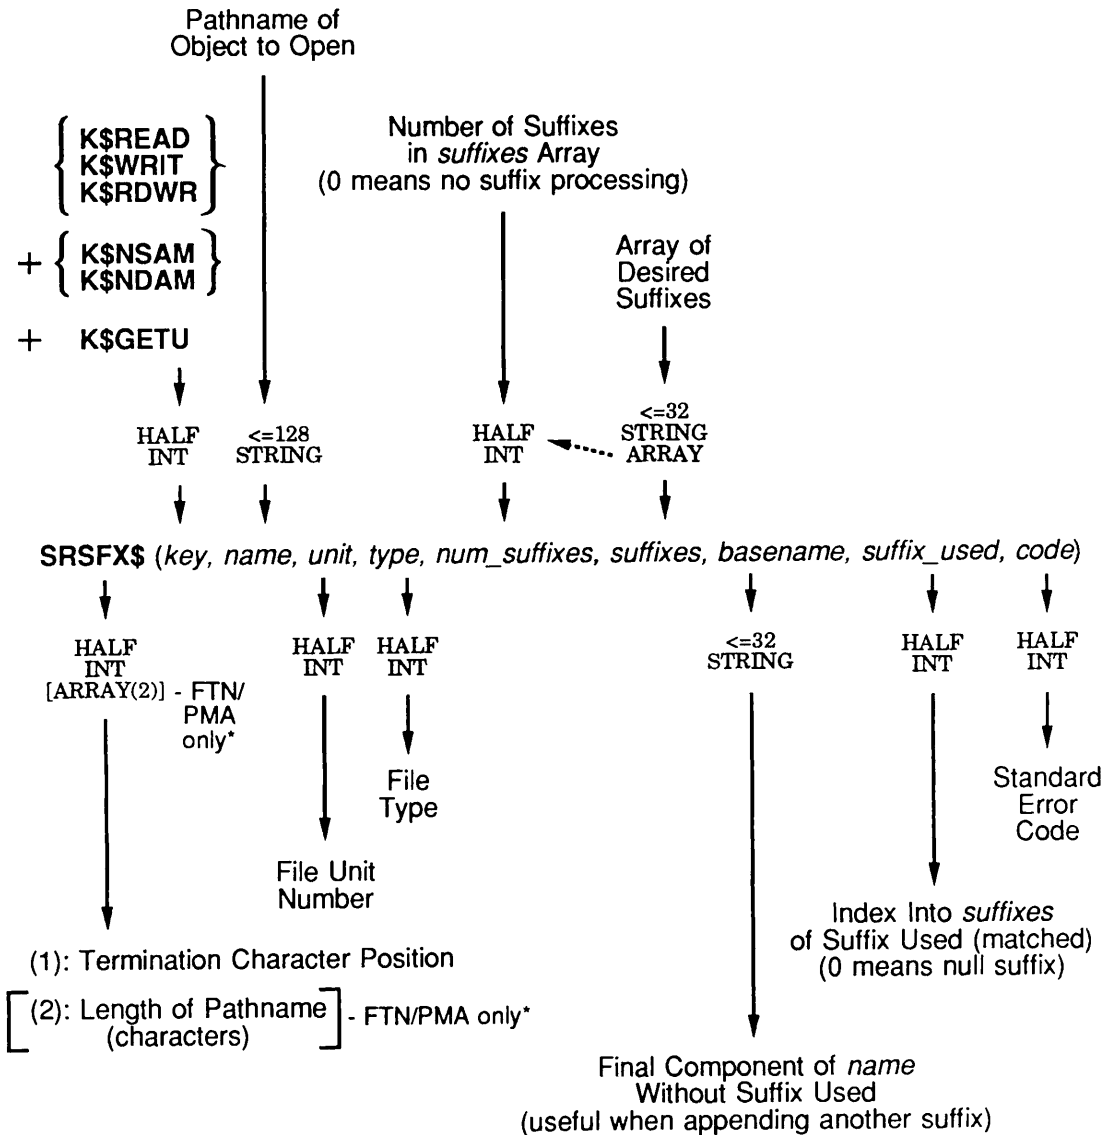 Pathname of
Object to Open
K$READ
K$WRIT
K$RDWR
+ K$NSAM
K$NDAM
+ K$GETU
Number of Suffixes
in suffixes Array
(0 means no suffix processing)
Array of
Desired
Suffixes
HALF
INT
<=128
STRING
HALF
INT
<=32
STRING
ARRAY
SRSFX$ (key, name, unit, type, num_suffixes, suffixes, basename, suffix_used, code)
HALF
INT
[ARRAY(2)] - FTN/
PMA
only*
HALF
INT
HALF
INT
<=32
STRING
HALF
INT
HALF
INT
File
Type
Standard
Error
Code
File Unit
Number
Index Into suffixes
of Suffix Used (matched)
(0 means null suffix)
(1): Termination Character Position
[(2): Length of Pathname
(characters)] - FTN/PMA only*
Final Component of name
Without Suffix Used
(useful when appending another suffix)